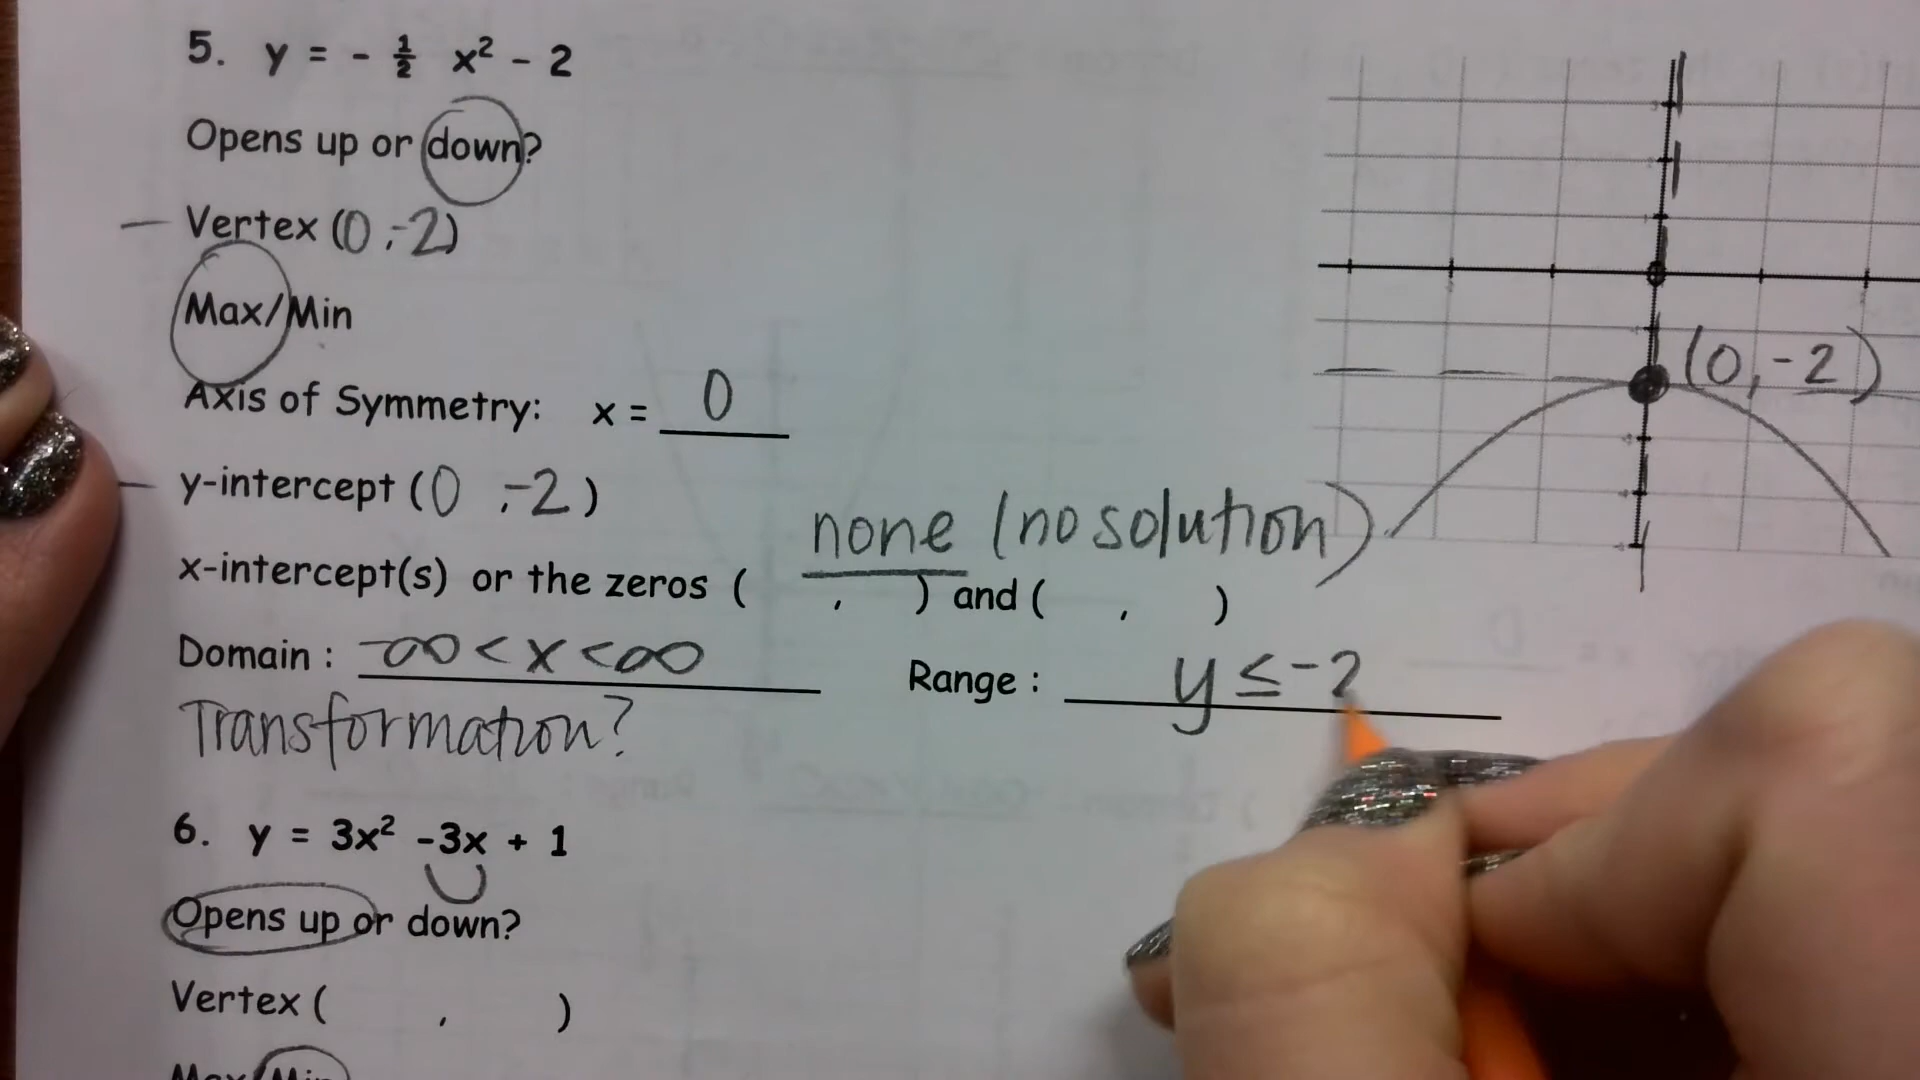 5. y = - 1/2 x² - 2
Opens up or down?
Vertex (0, -2)
Max/Min
Axis of Symmetry: x = 0
(0, -2)
y-intercept (0, -2)
none (no solution)
x-intercept(s) or the zeros ( , ) and ( , )
Domain : -∞ < x < ∞ Range : y ≤ -2
Transformation?
6. y = 3x² -3x + 1
Opens up or down?
Vertex ( , )
Max/Min